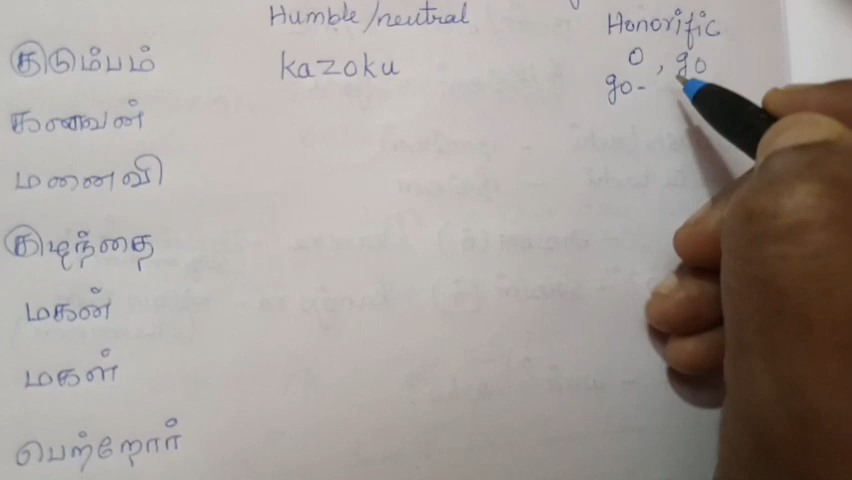 Humble/neutral Honorific
குடும்பம் kazoku o, go
go-
கணவன்
மனைவி
குழந்தை
மகன்
மகள்
பெற்றோர்